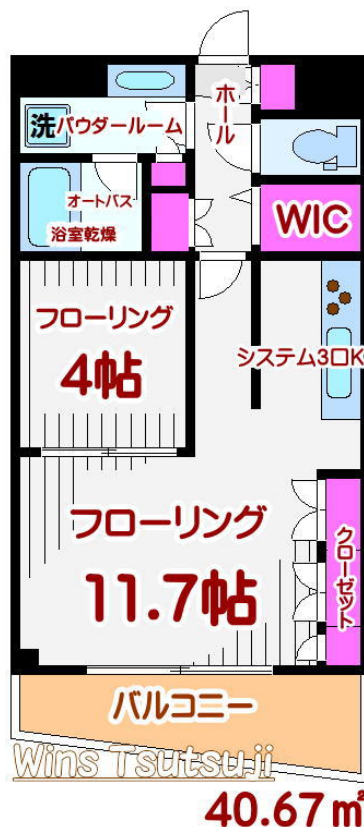 ホール
洗
パウダールーム
オートバス
浴室乾燥
WIC
フローリング
4帖
システム3口K
フローリング
11.7帖
クローゼット
バルコニー
Wins Tsutsuji
40.67㎡